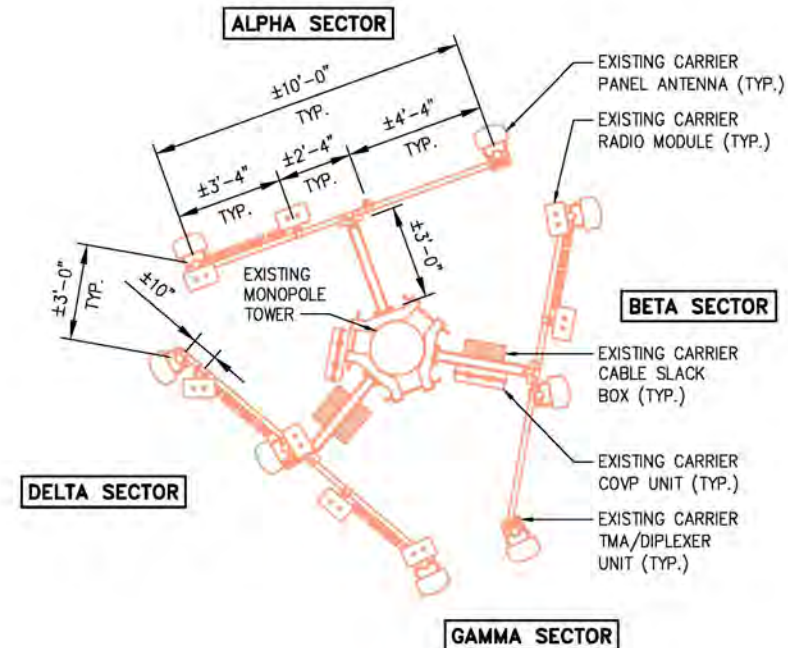 ALPHA SECTOR
±10'-0"
TYP.
±4'-4"
TYP.
±2'-4"
TYP.
±3'-4"
TYP.
EXISTING CARRIER
PANEL ANTENNA (TYP.)
EXISTING CARRIER
RADIO MODULE (TYP.)
±3'-0"
±3'-0"
TYP.
±10"
EXISTING
MONOPOLE
TOWER
BETA SECTOR
EXISTING CARRIER
CABLE SLACK
BOX (TYP.)
EXISTING CARRIER
COVP UNIT (TYP.)
DELTA SECTOR
EXISTING CARRIER
TMA/DIPLEXER
UNIT (TYP.)
GAMMA SECTOR